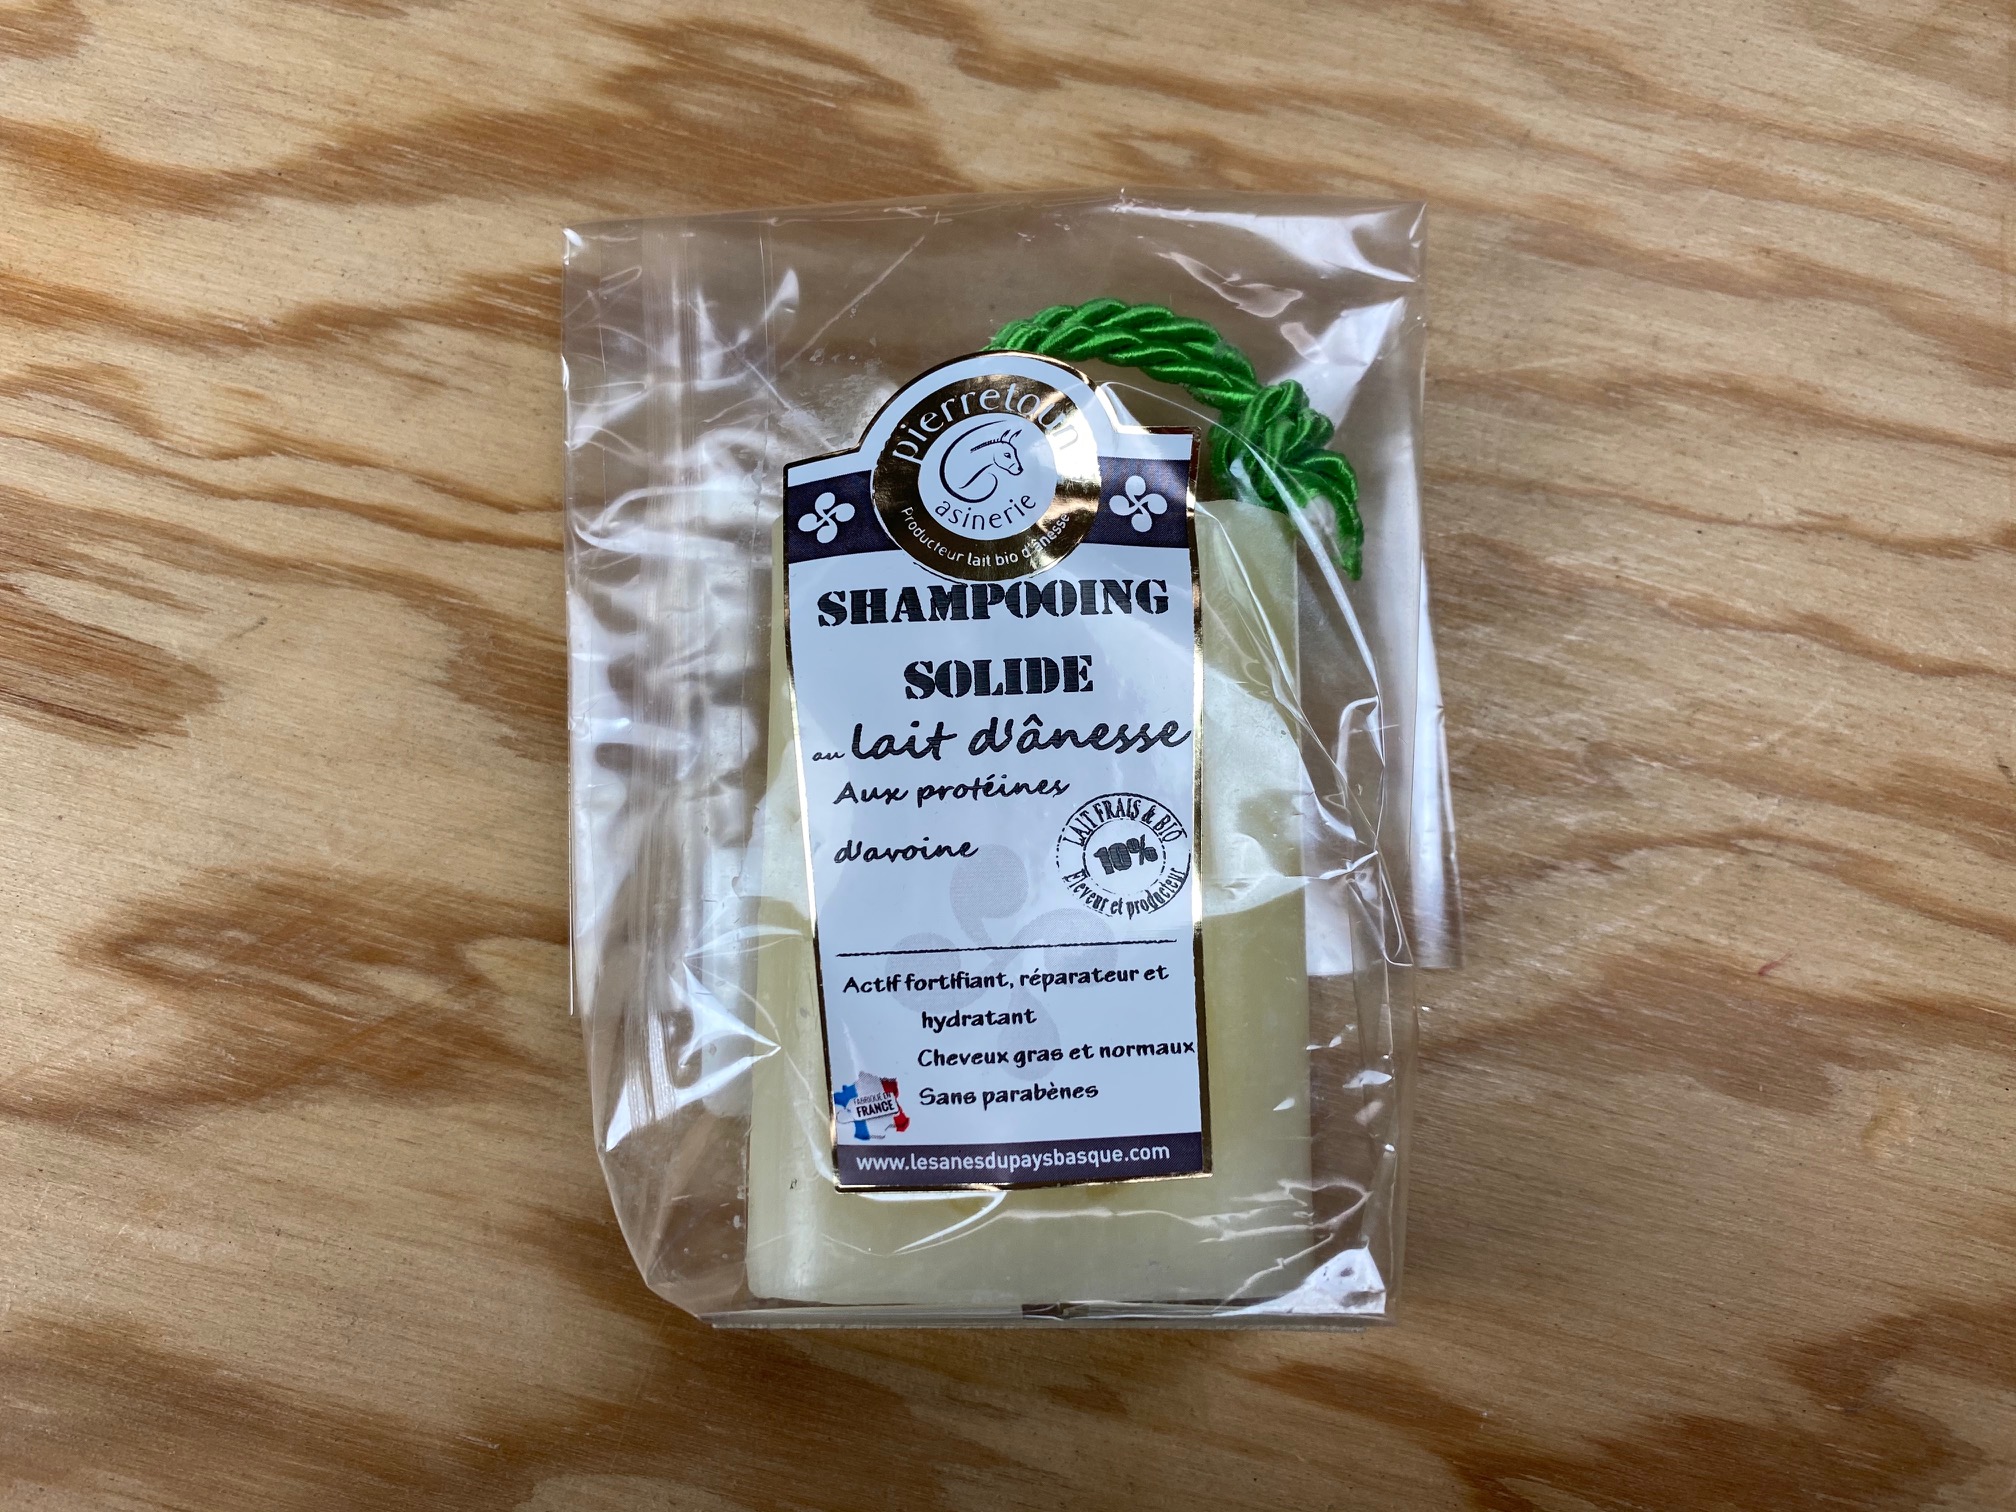 pierretoun
asinerie
Producteur lait bio d'ânesse
SHAMPOOING
SOLIDE
au lait d'ânesse
Aux protéines
d'avoine
LAIT FRAIS & BIO
10%
Eleveur et producteur
Actif fortifiant, réparateur et
hydratant
Cheveux gras et normaux
Sans parabènes
FABRIQUÉ EN
FRANCE
www.lesanesdupaysbasque.com